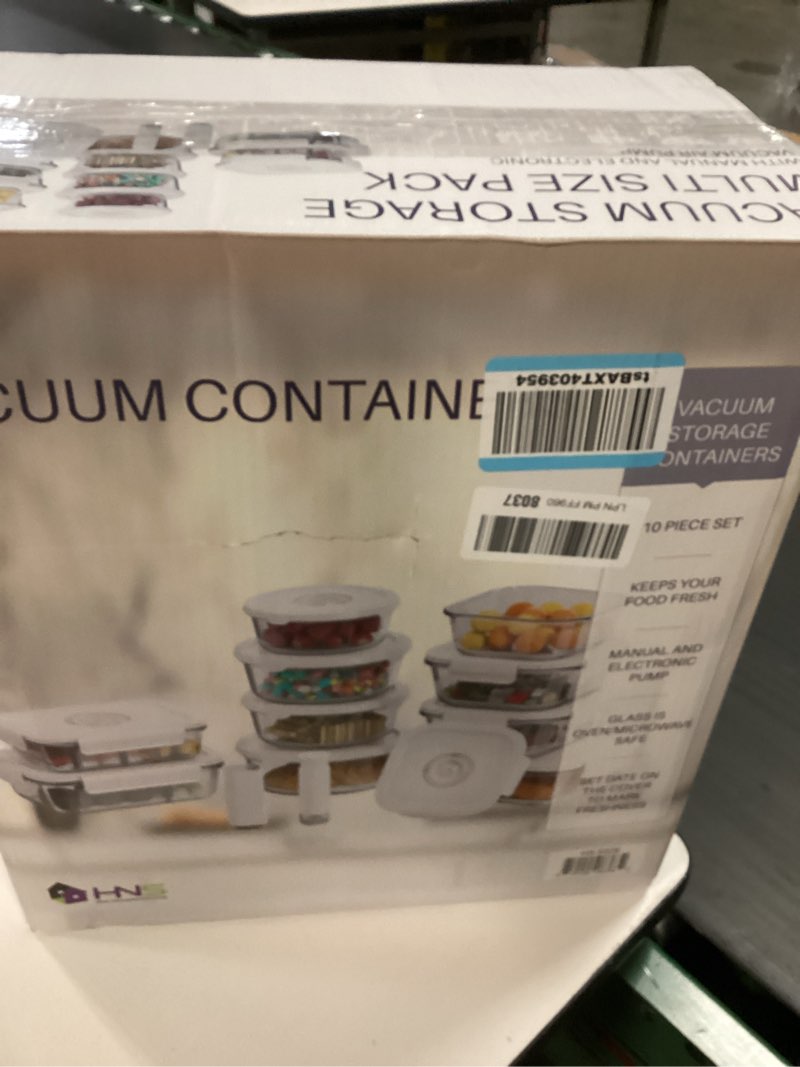 ACUUM STORAGE
MULTI SIZE PACK
WITH MANUAL AND ELECTRONIC
VACUUM AIR PUMP
CUUM CONTAINE
tsBAXT403954
LPN PM FF960 8037
VACUUM
STORAGE
ONTAINERS
10 PIECE SET
KEEPS YOUR
FOOD FRESH
MANUAL AND
ELECTRONIC
PUMP
GLASS IS
OVEN/MICROWAVE
SAFE
SET DATE ON
THE COVER
TO MARK
FRESHNESS
HNS